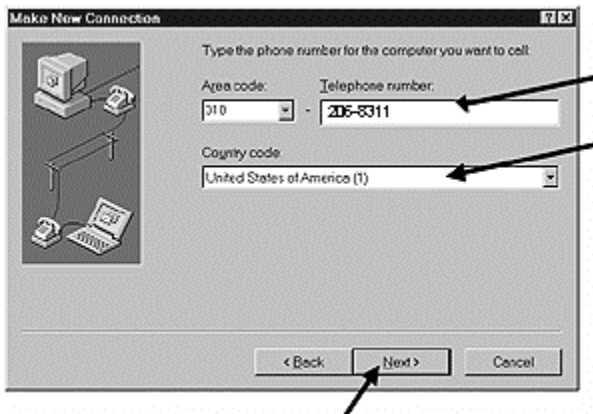 Make New Connection
Type the phone number for the computer you want to call:
Area code: Telephone number:
310 - 206-8311
Country code:
United States of America (1)
< Back Next > Cancel